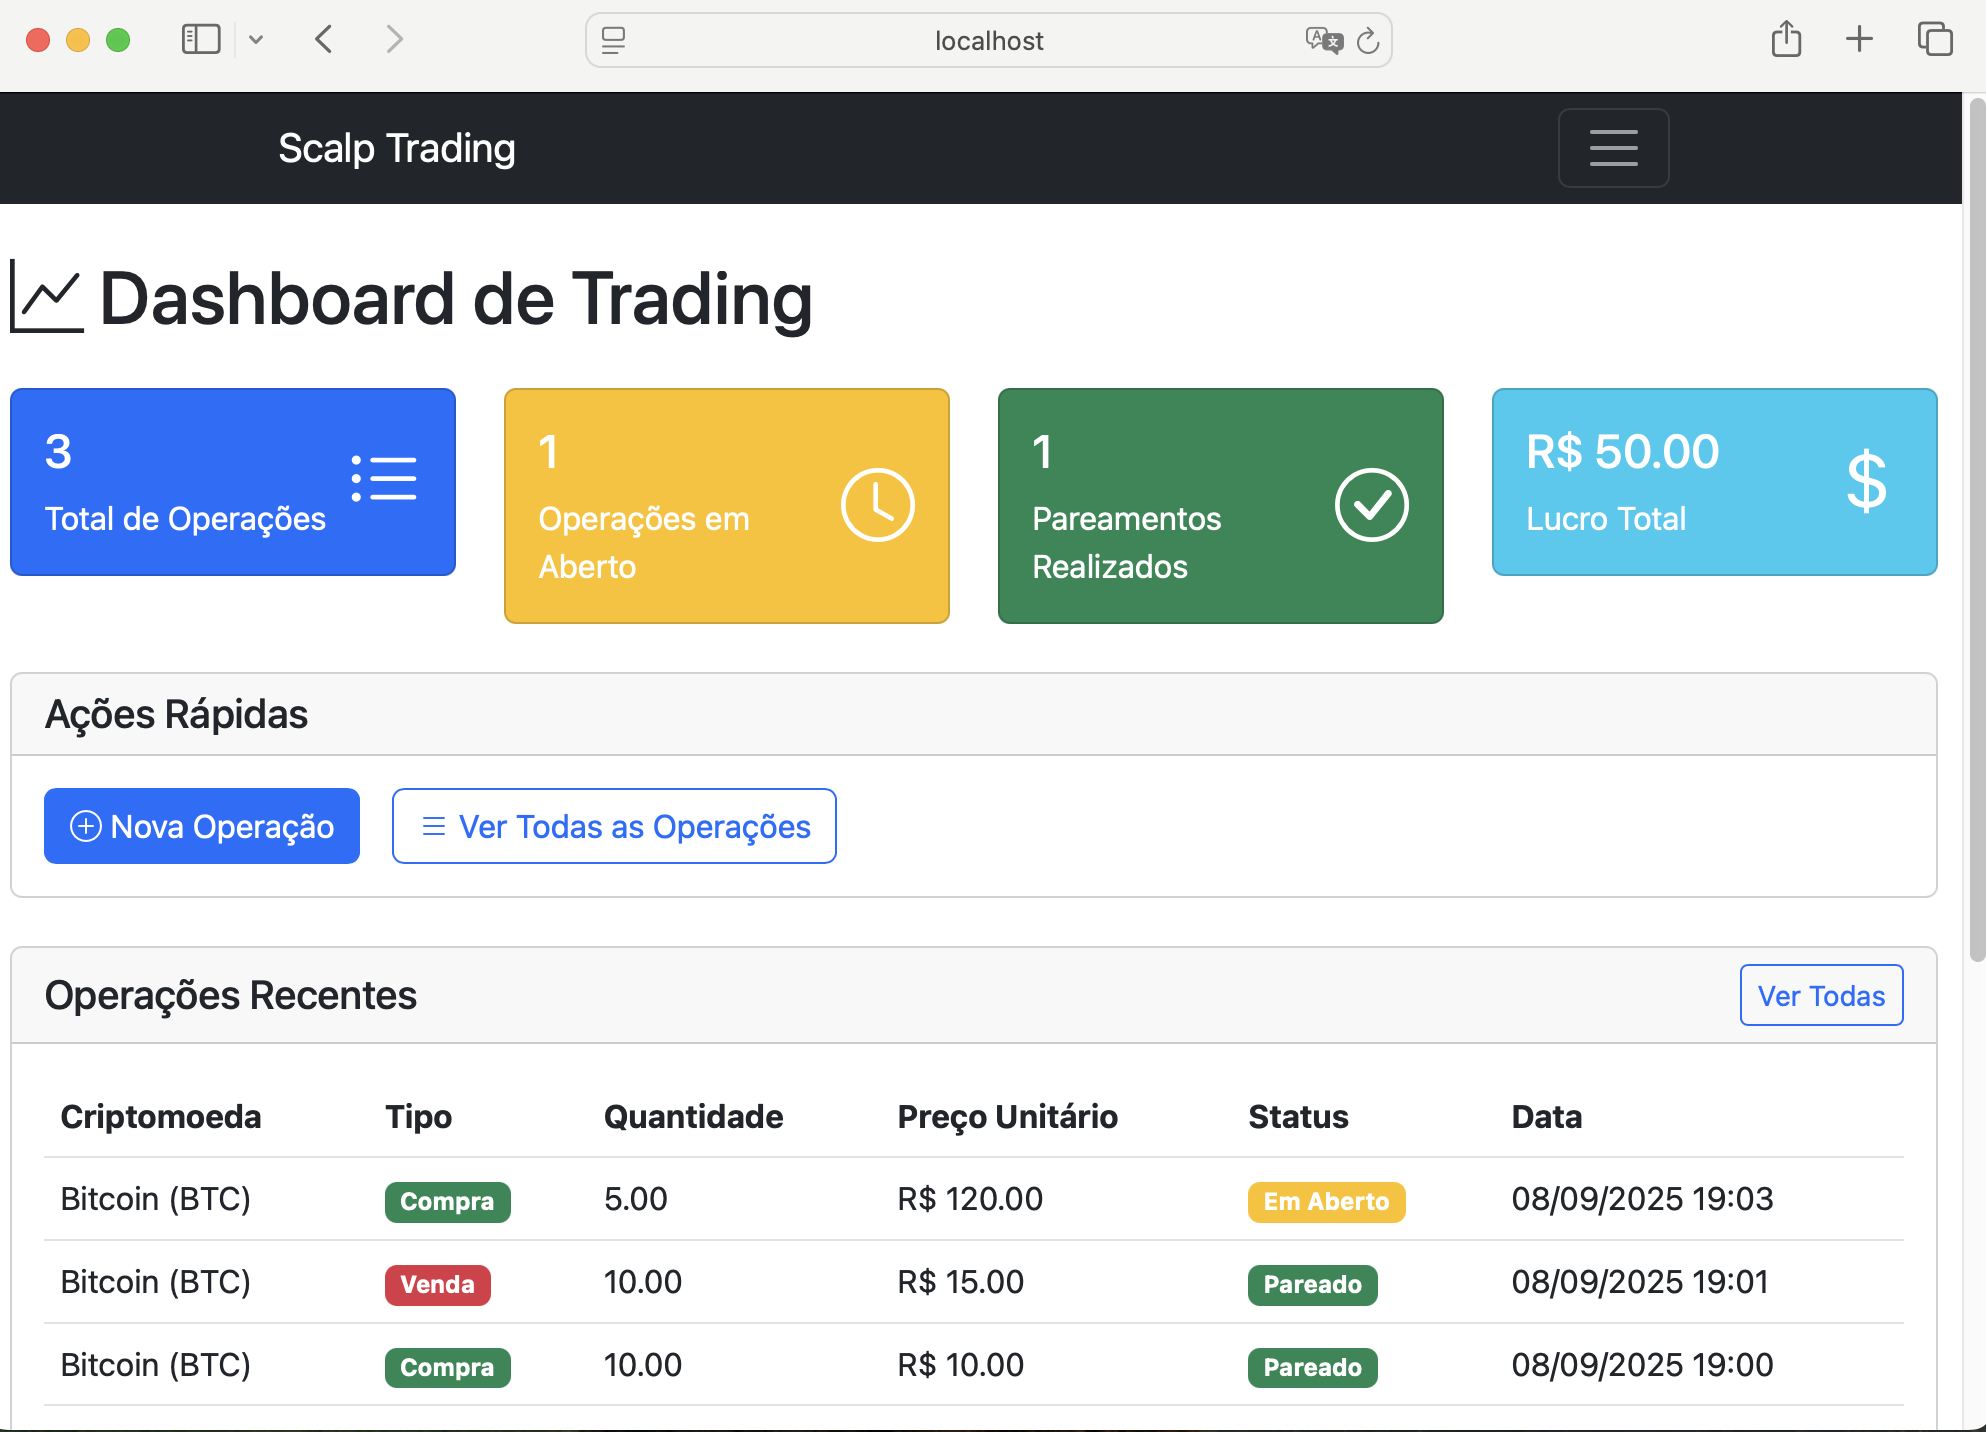 localhost
Scalp Trading
Dashboard de Trading
3
Total de Operações
1
Operações em
Aberto
1
Pareamentos
Realizados
R$ 50.00
Lucro Total
$
Ações Rápidas
Nova Operação
Ver Todas as Operações
Operações Recentes
Ver Todas
Criptomoeda Tipo Quantidade Preço Unitário Status Data
Bitcoin (BTC) Compra 5.00 R$ 120.00 Em Aberto 08/09/2025 19:03
Bitcoin (BTC) Venda 10.00 R$ 15.00 Pareado 08/09/2025 19:01
Bitcoin (BTC) Compra 10.00 R$ 10.00 Pareado 08/09/2025 19:00